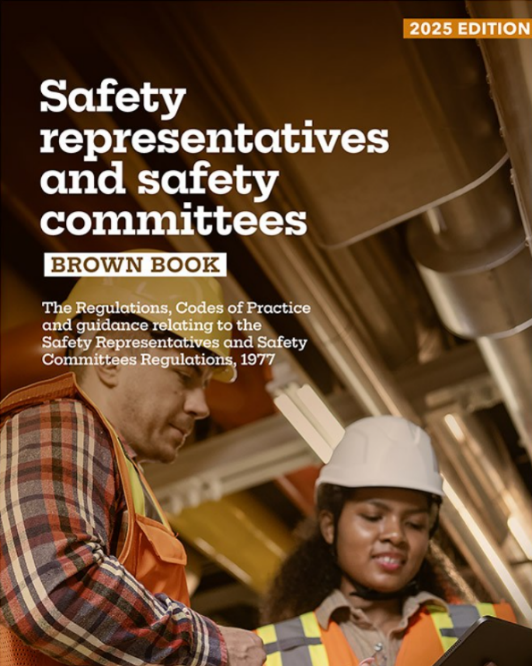 2025 EDITION
Safety
representatives
and safety
committees
BROWN BOOK
The Regulations, Codes of Practice
and guidance relating to the
Safety Representatives and Safety
Committees Regulations, 1977